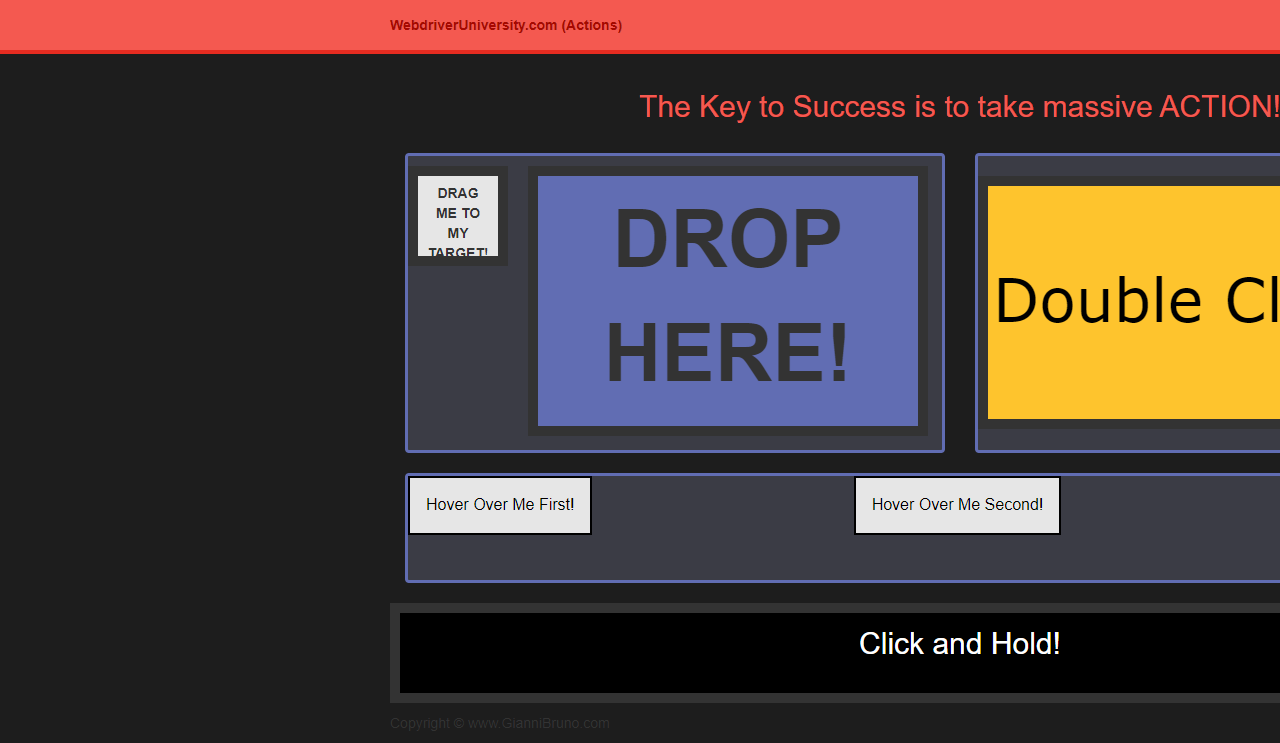 WebdriverUniversity.com (Actions)
The Key to Success is to take massive ACTION!
DRAG
ME TO
MY
TARGET!
DROP
HERE!
Double Cl
Hover Over Me First!
Hover Over Me Second!
Click and Hold!
Copyright © www.GianniBruno.com